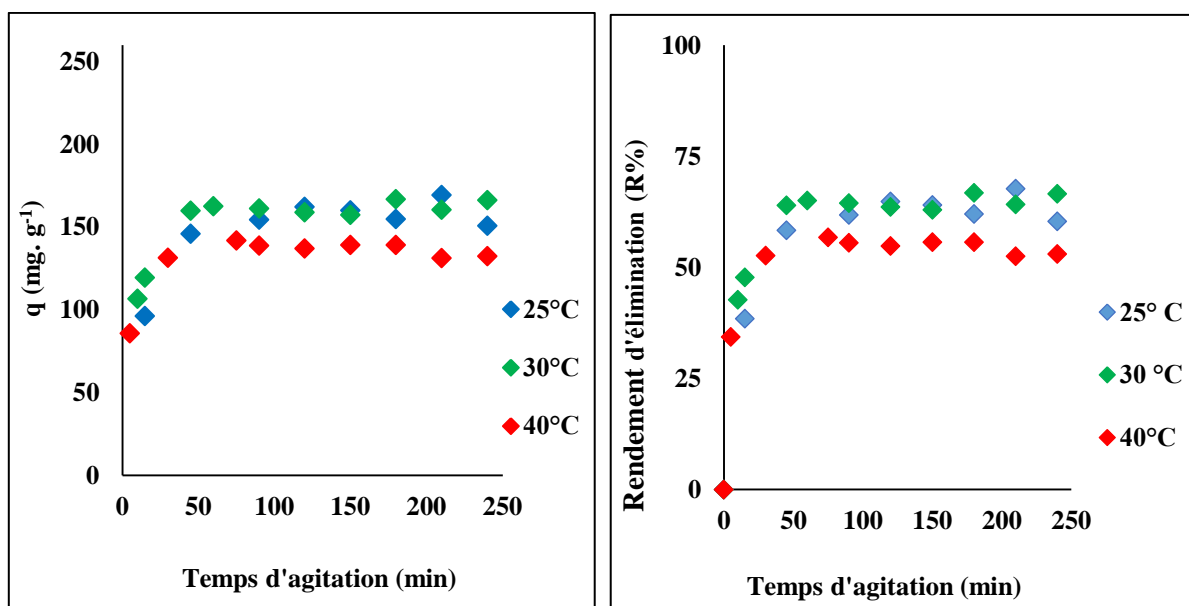 250
200
150
100
50
0
q (mg. g-1)
0 50 100 150 200 250
Temps d'agitation (min)
25°C
30°C
40°C
100
75
50
25
0
Rendement d'élimination (R%)
0 50 100 150 200 250
Temps d'agitation (min)
25° C
30 °C
40°C